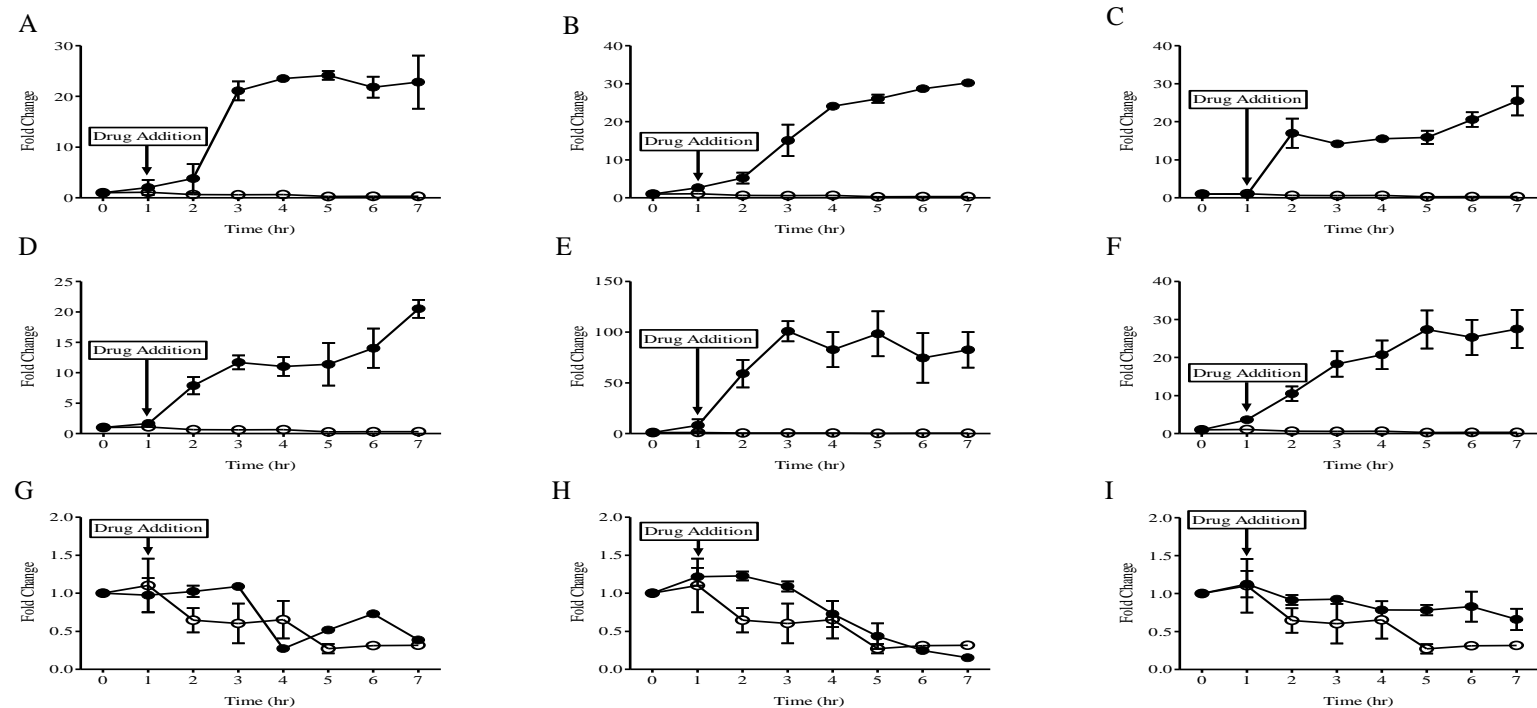 A
30
20
10
0
Fold Change
Drug Addition
0 1 2 3 4 5 6 7
Time (hr)
B
40
30
20
10
0
Fold Change
Drug Addition
0 1 2 3 4 5 6 7
Time (hr)
C
40
30
20
10
0
Fold Change
Drug Addition
0 1 2 3 4 5 6 7
Time (hr)
D
25
20
15
10
5
0
Fold Change
Drug Addition
0 1 2 3 4 5 6 7
Time (hr)
E
150
100
50
0
Fold Change
Drug Addition
0 1 2 3 4 5 6 7
Time (hr)
F
40
30
20
10
0
Fold Change
Drug Addition
0 1 2 3 4 5 6 7
Time (hr)
G
2.0
1.5
1.0
0.5
0.0
Fold Change
Drug Addition
0 1 2 3 4 5 6 7
Time (hr)
H
2.0
1.5
1.0
0.5
0.0
Fold Change
Drug Addition
0 1 2 3 4 5 6 7
Time (hr)
I
2.0
1.5
1.0
0.5
0.0
Fold Change
Drug Addition
0 1 2 3 4 5 6 7
Time (hr)